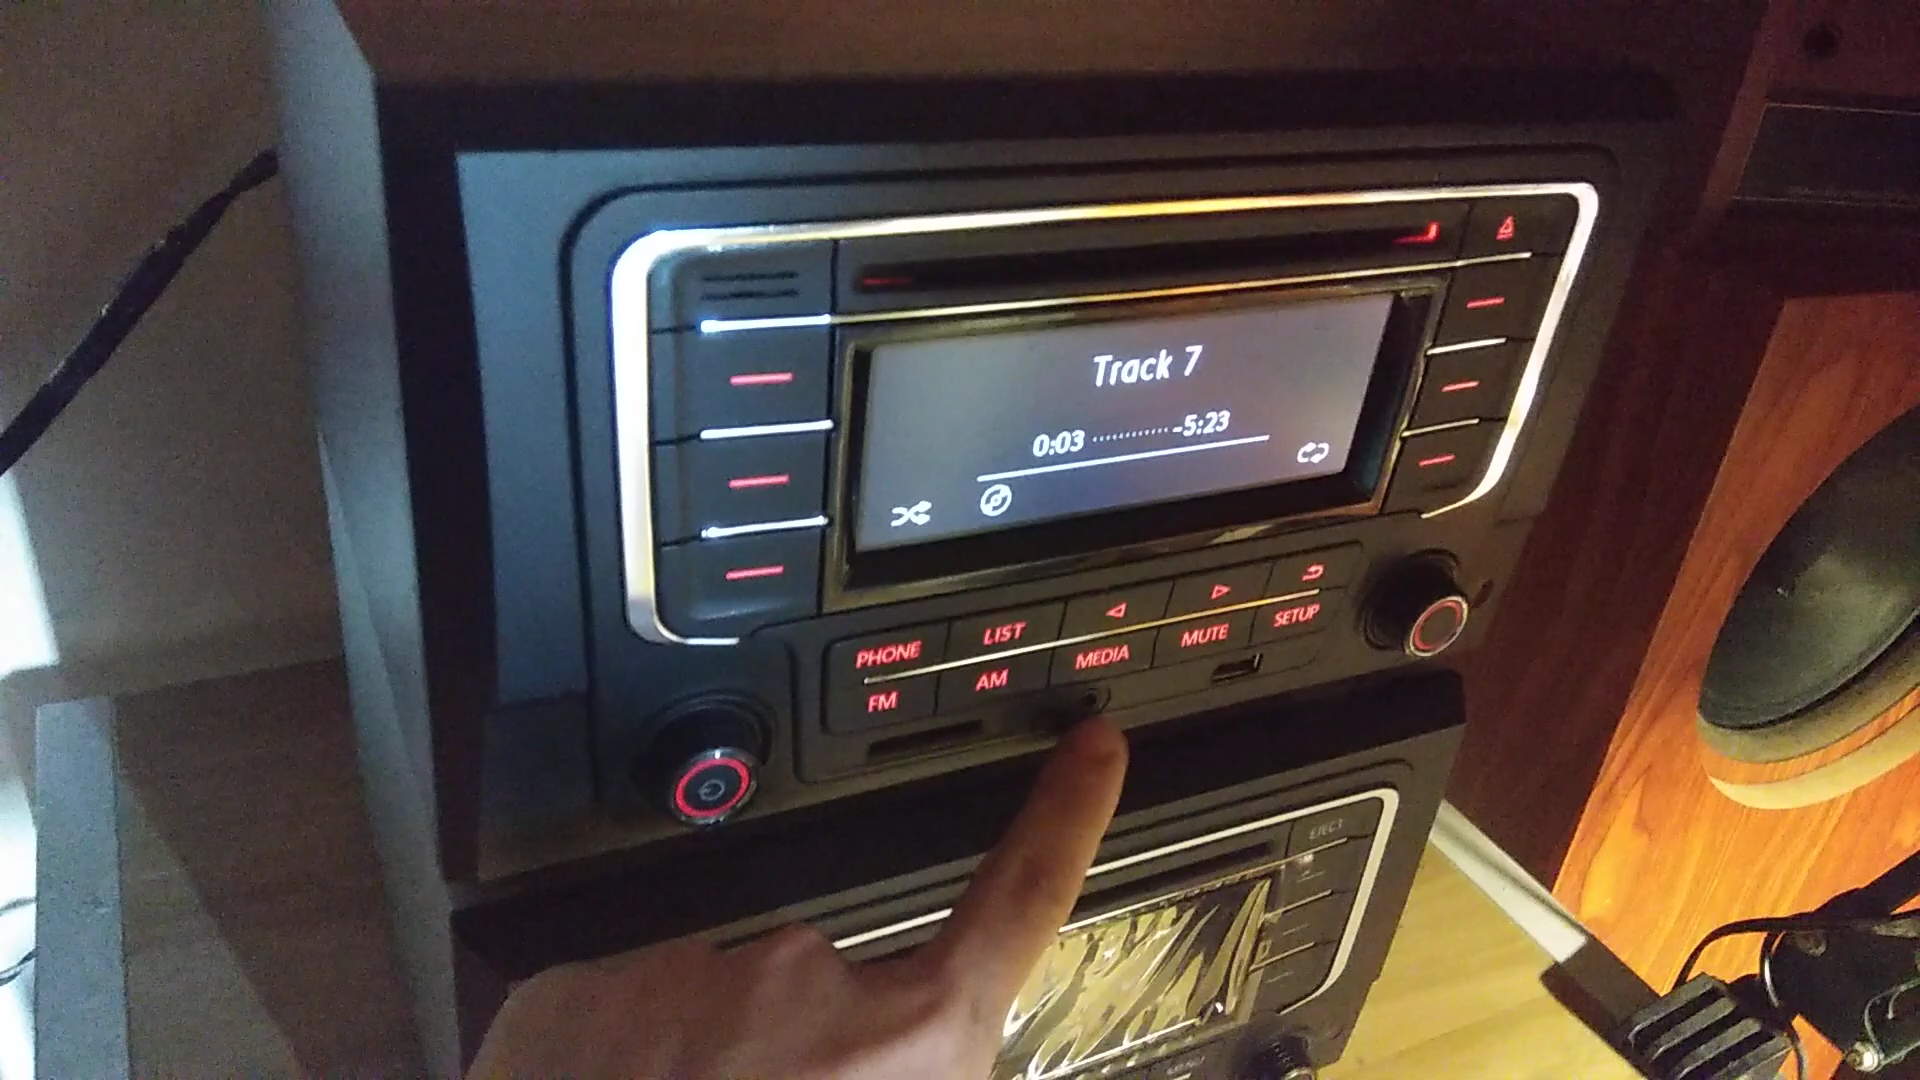 Track 7
0:03 ············ -5:23
PHONE LIST
MUTE SETUP
FM AM MEDIA
EJECT